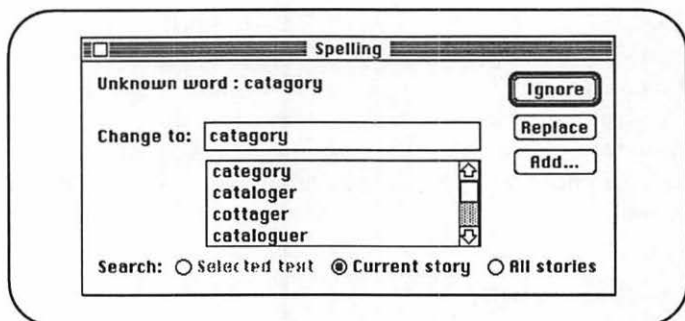 Spelling
Unknown word : catagory
Ignore
Change to: catagory
Replace
Add...
category
cataloger
cottager
cataloguer
Search: Selected text Current story All stories